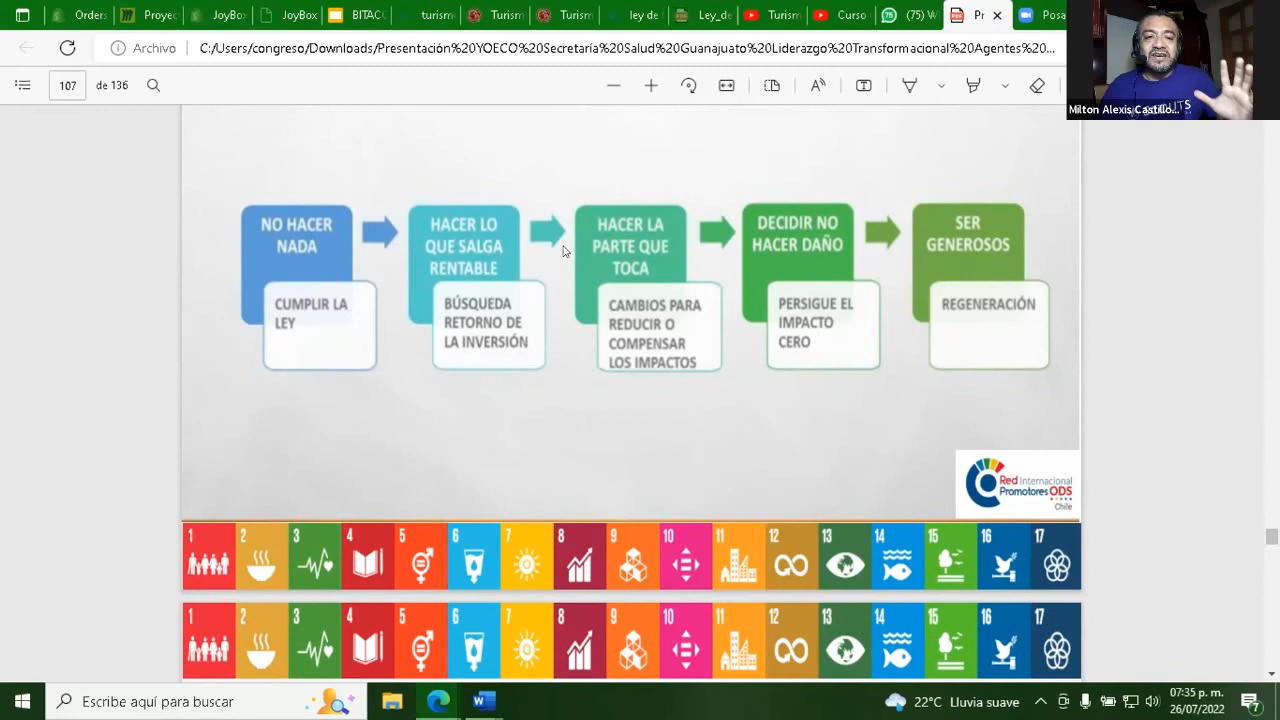 Orders
Proye
JoyBox
JoyBox
BITAC
turism
Turism
Turism
ley de
Ley_de
Turism
Curso
(75) W
Pr
Posa
Archivo
C:/Users/congreso/Downloads/Presentación%20YOECO%20Secretaría%20Salud%20Guanajuato%20Liderazgo%20Transformacional%20Agentes%20...
107
de 136
Milton Alexis Castillo...
NO HACER
NADA
CUMPLIR LA
LEY
HACER LO
QUE SALGA
RENTABLE
BÚSQUEDA
RETORNO DE
LA INVERSIÓN
HACER LA
PARTE QUE
TOCA
CAMBIOS PARA
REDUCIR O
COMPENSAR
LOS IMPACTOS
DECIDIR NO
HACER DAÑO
PERSIGUE EL
IMPACTO
CERO
SER
GENEROSOS
REGENERACIÓN
Red Internacional
Promotores ODS
Chile
1 2 3 4 5 6 7 8 9 10 11 12 13 14 15 16 17
1 2 3 4 5 6 7 8 9 10 11 12 13 14 15 16 17
Escribe aquí para buscar
22°C Lluvia suave
07:35 p. m.
26/07/2022
7